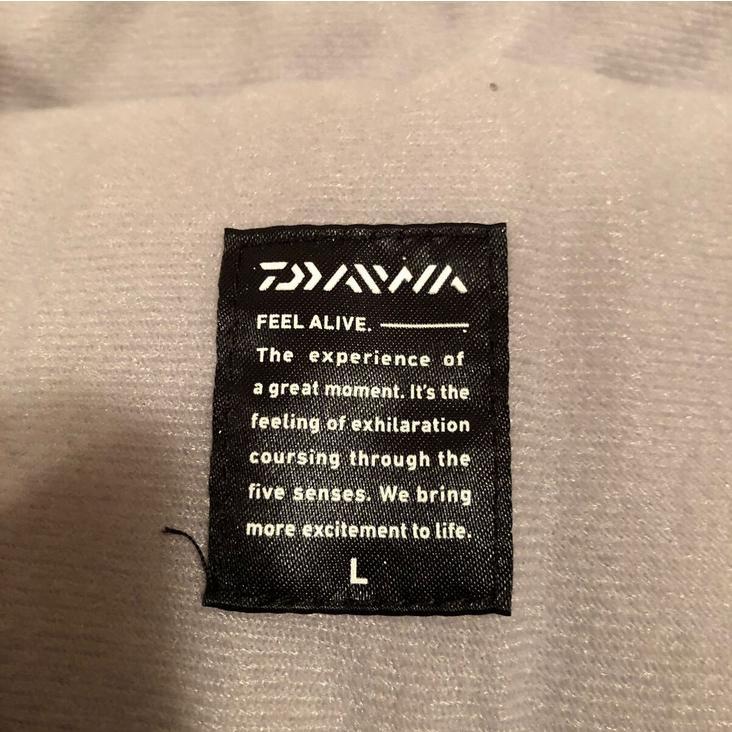 DAIWA
FEEL ALIVE.
The experience of
a great moment. It's the
feeling of exhilaration
coursing through the
five senses. We bring
more excitement to life.
L